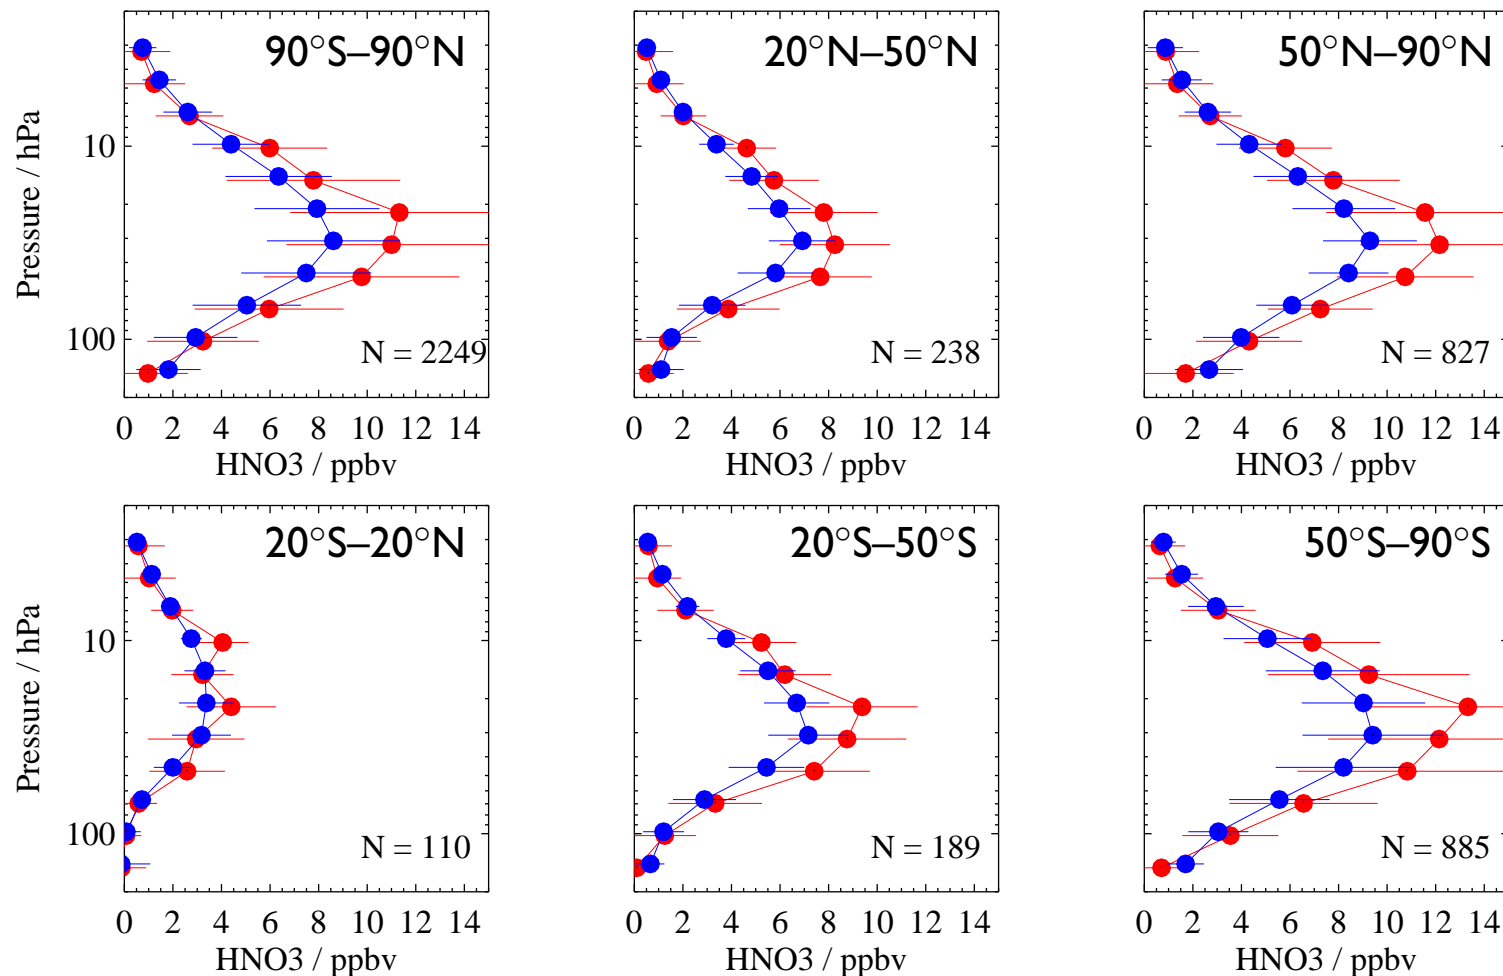 90°S–90°N
20°N–50°N
50°N–90°N
Pressure / hPa
10
100
N = 2249
N = 238
N = 827
0 2 4 6 8 10 12 14
0 2 4 6 8 10 12 14
0 2 4 6 8 10 12 14
HNO3 / ppbv
HNO3 / ppbv
HNO3 / ppbv
20°S–20°N
20°S–50°S
50°S–90°S
Pressure / hPa
10
100
N = 110
N = 189
N = 885
0 2 4 6 8 10 12 14
0 2 4 6 8 10 12 14
0 2 4 6 8 10 12 14
HNO3 / ppbv
HNO3 / ppbv
HNO3 / ppbv